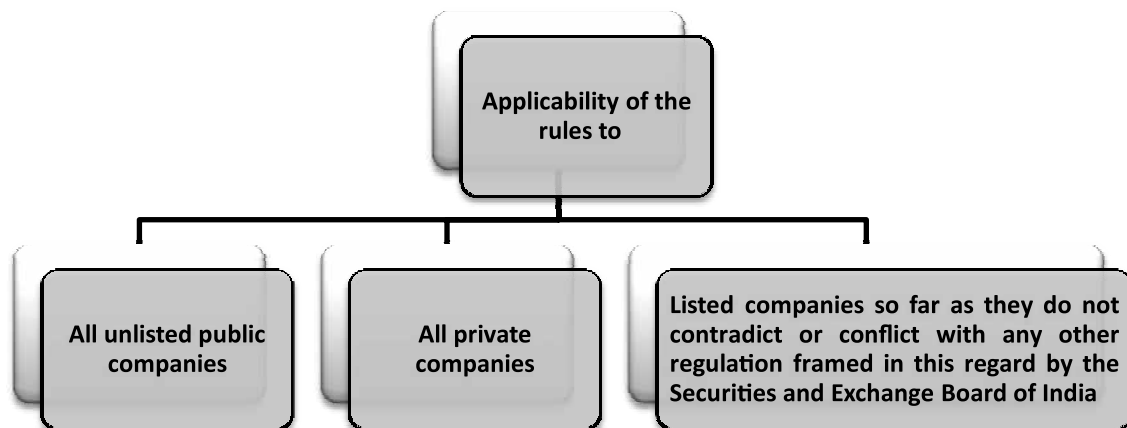 Applicability of the
rules to
All unlisted public
companies
All private
companies
Listed companies so far as they do not
contradict or conflict with any other
regulation framed in this regard by the
Securities and Exchange Board of India